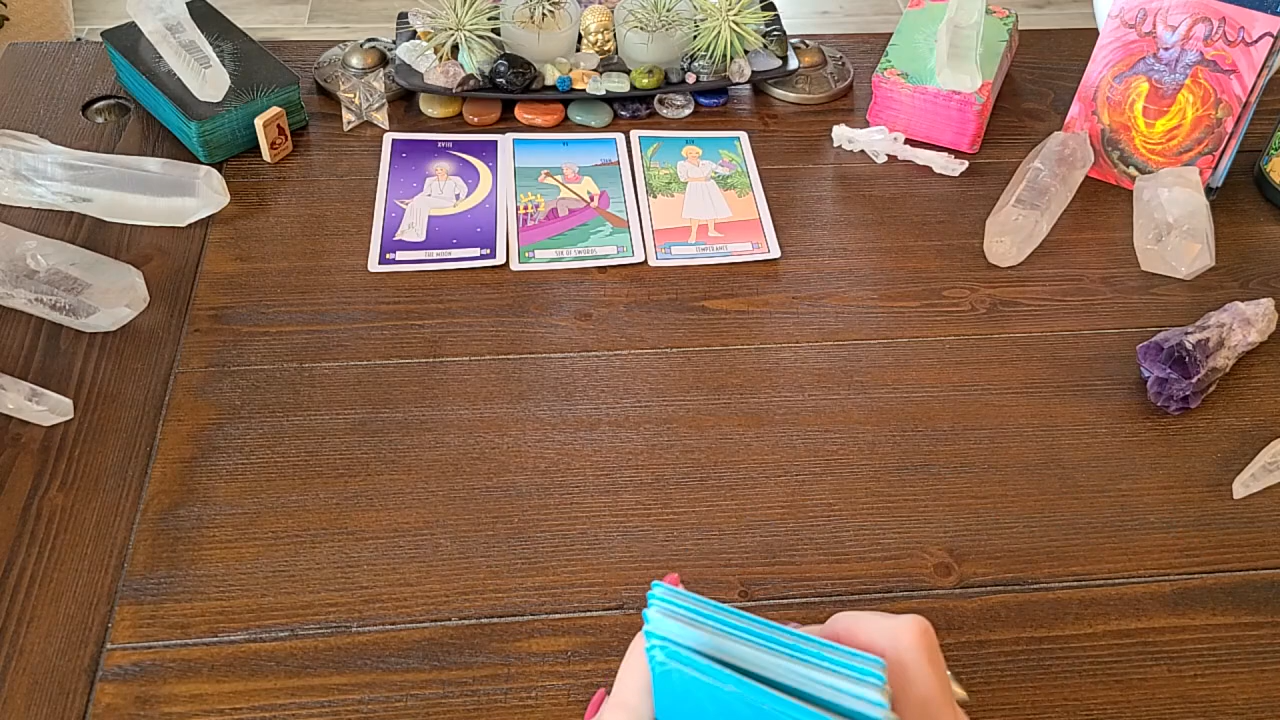 XVIII
THE MOON
VI
SIX OF SWORDS
XIV
TEMPERANCE